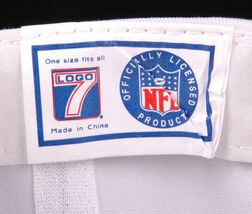 One size fits all
LOGO
7
Made in China
OFFICIALLY LICENSED
PRODUCT
NFL